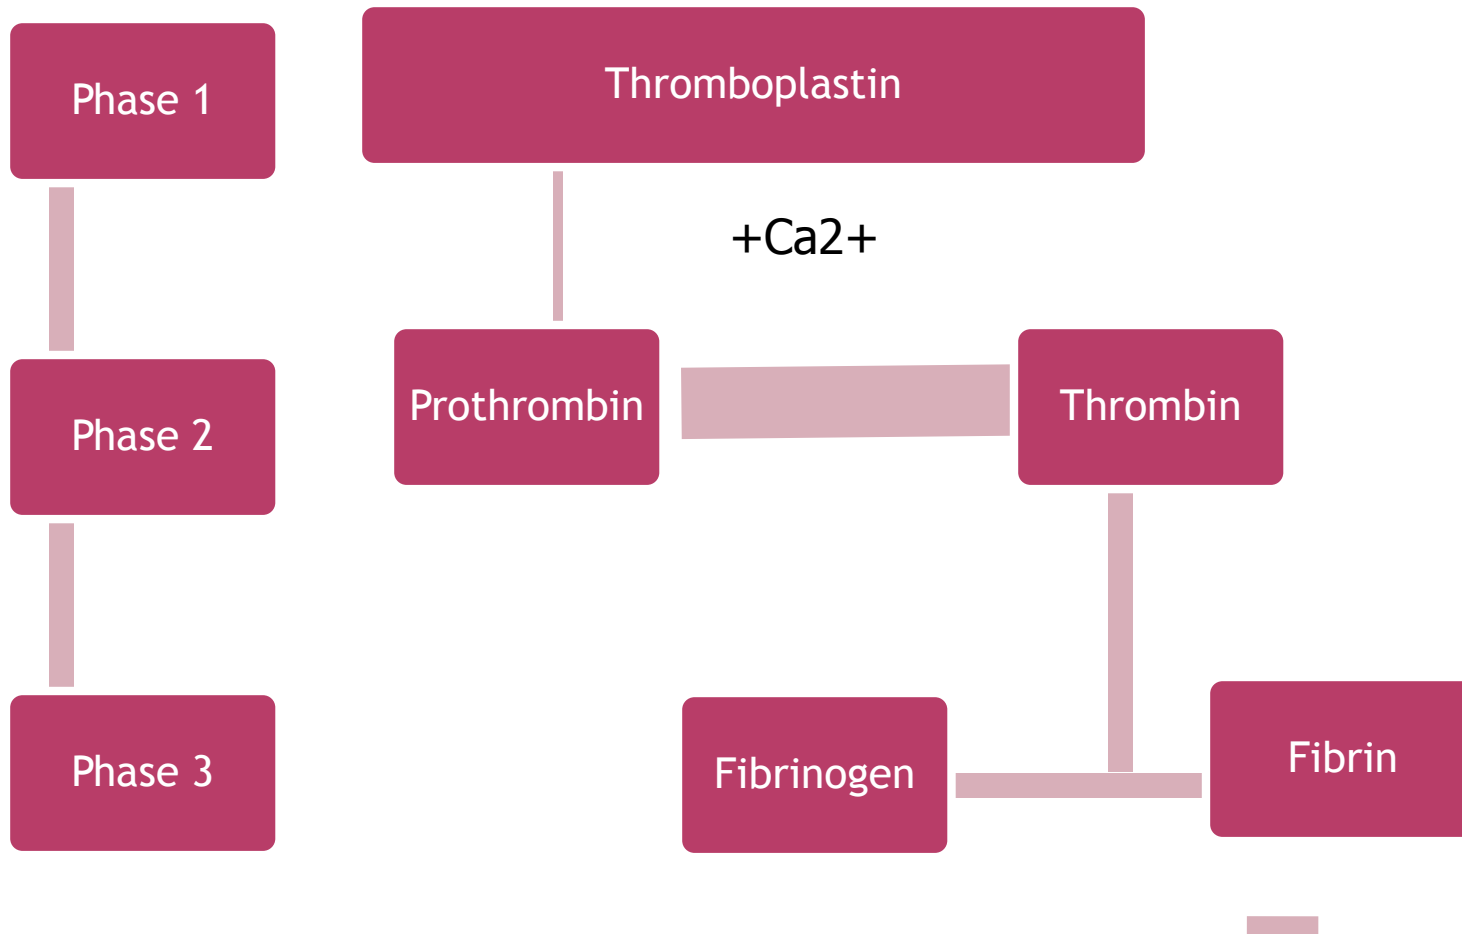 Phase 1
Thromboplastin
+Ca2+
Phase 2
Prothrombin
Thrombin
Phase 3
Fibrinogen
Fibrin